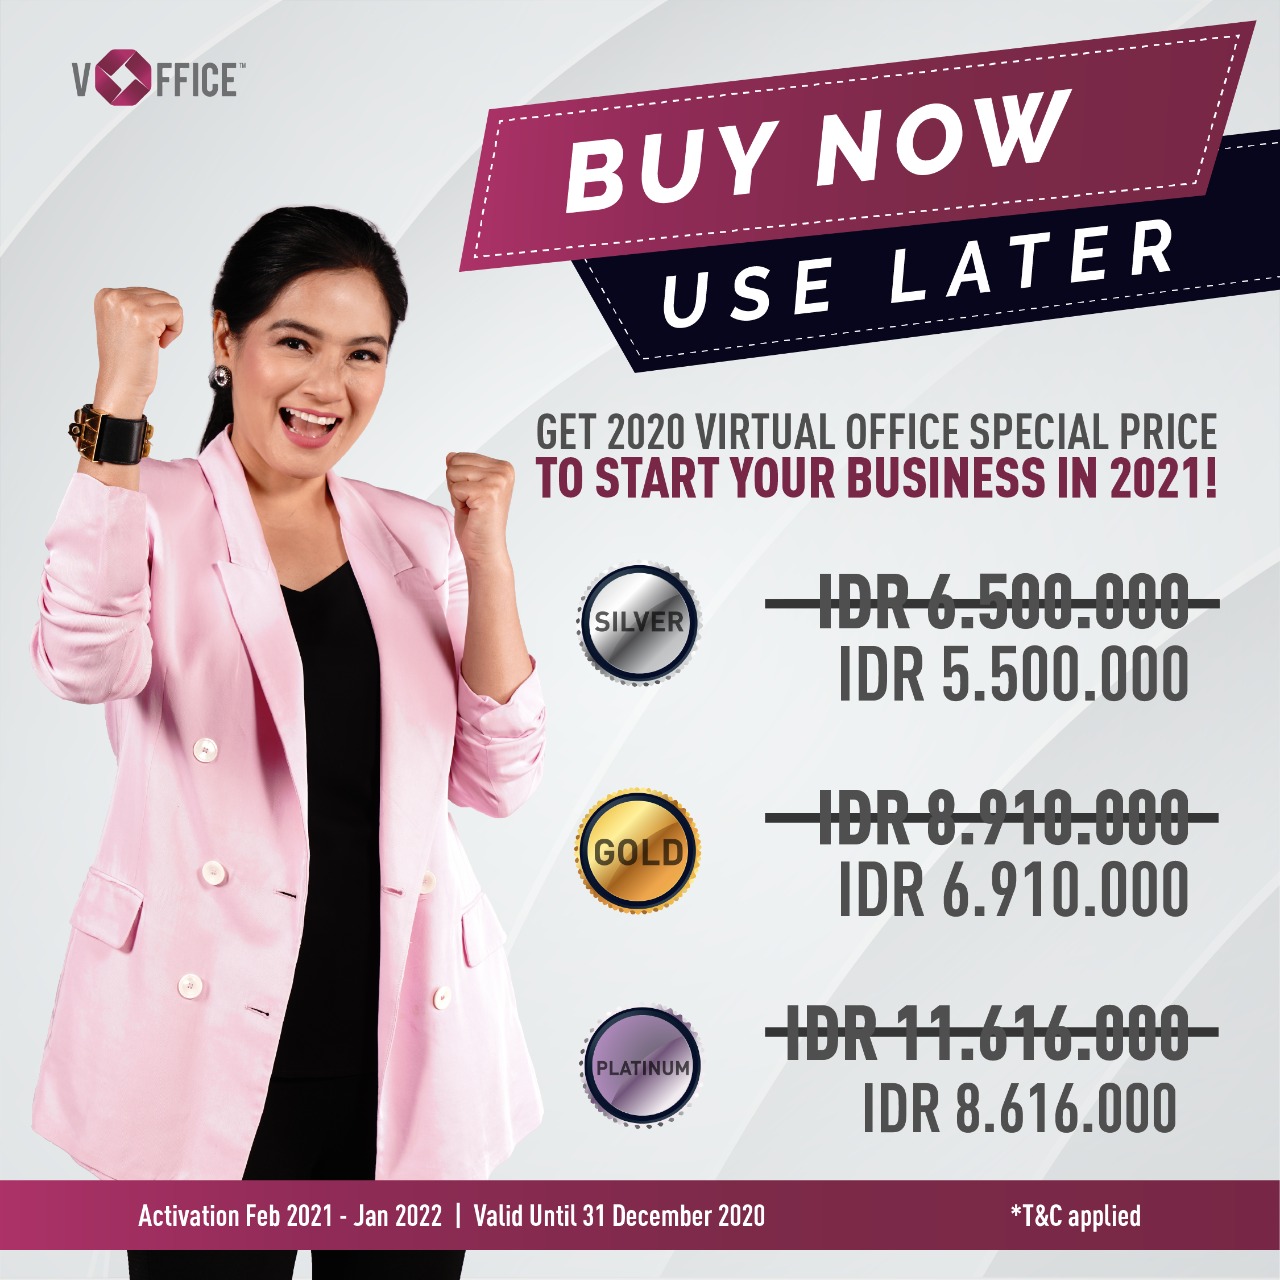 VOFFICE™
BUY NOW
USE LATER
GET 2020 VIRTUAL OFFICE SPECIAL PRICE
TO START YOUR BUSINESS IN 2021!
SILVER
IDR 6.500.000
IDR 5.500.000
GOLD
IDR 8.910.000
IDR 6.910.000
PLATINUM
IDR 11.616.000
IDR 8.616.000
Activation Feb 2021 - Jan 2022 | Valid Until 31 December 2020
*T&C applied